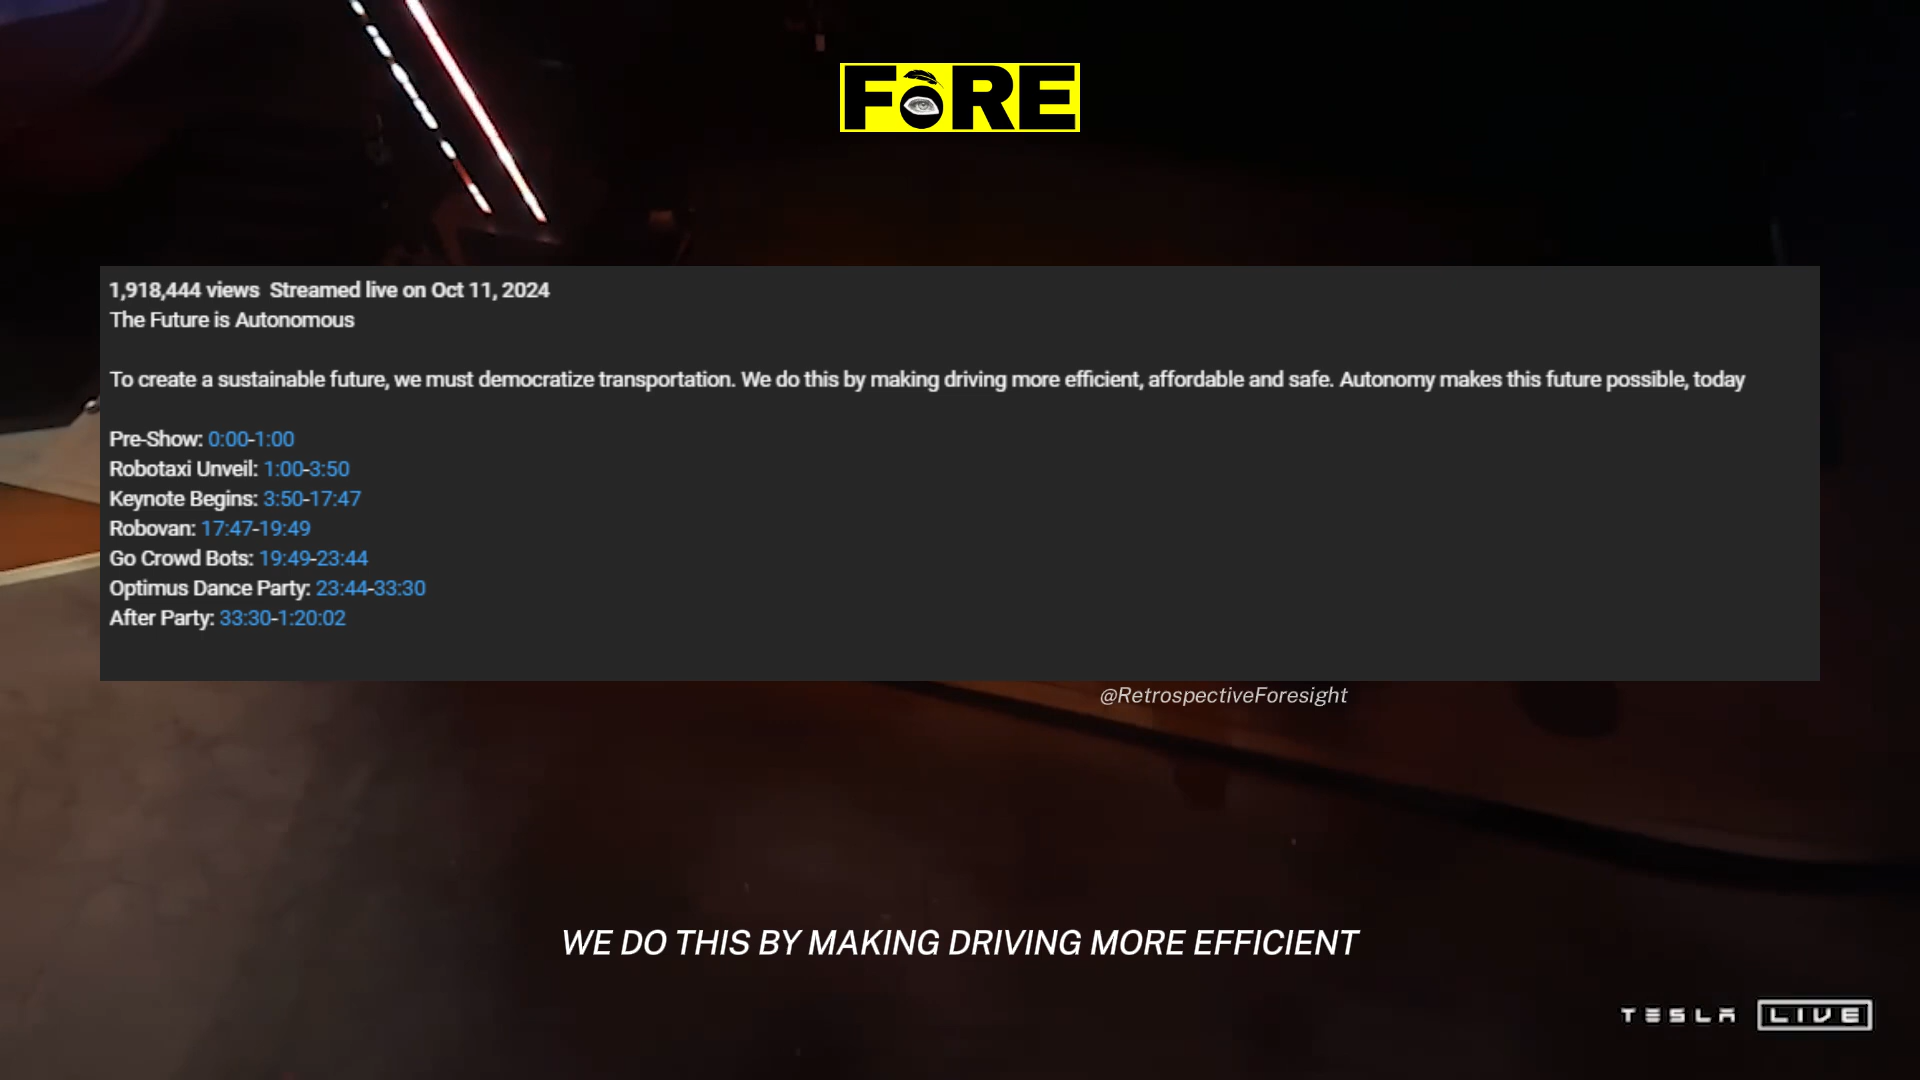 FORE
1,918,444 views Streamed live on Oct 11, 2024
The Future is Autonomous
To create a sustainable future, we must democratize transportation. We do this by making driving more efficient, affordable and safe. Autonomy makes this future possible, today
Pre-Show: 0:00-1:00
Robotaxi Unveil: 1:00-3:50
Keynote Begins: 3:50-17:47
Robovan: 17:47-19:49
Go Crowd Bots: 19:49-23:44
Optimus Dance Party: 23:44-33:30
After Party: 33:30-1:20:02
@RetrospectiveForesight
WE DO THIS BY MAKING DRIVING MORE EFFICIENT
TESLA LIVE